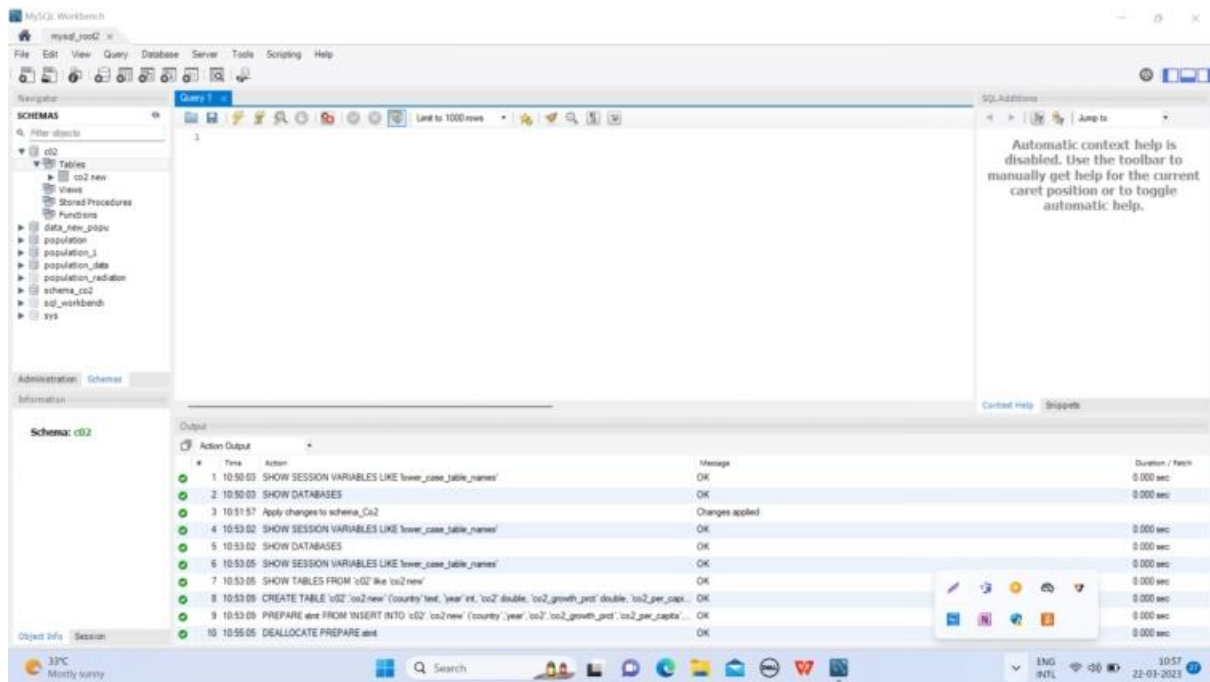 MySQL Workbench
mysql_root2 ×
File Edit View Query Database Server Tools Scripting Help
Navigator
SCHEMAS
Filter objects
c02
Tables
co2 new
Views
Stored Procedures
Functions
data_new_popu
population
population_1
population_data
population_radiation
schema_co2
sql_workbench
sys
Administration Schemas
Information
Schema: c02
Object Info Session
Query 1 ×
Limit to 1000 rows
1
SQL Additions
Jump to
Automatic context help is
disabled. Use the toolbar to
manually get help for the current
caret position or to toggle
automatic help.
Context Help Snippets
Output
Action Output
# Time Action Message Duration / Fetch
1 10:50:03 SHOW SESSION VARIABLES LIKE 'lower_case_table_names' OK 0.000 sec
2 10:50:03 SHOW DATABASES OK 0.000 sec
3 10:51:57 Apply changes to schema_Co2 Changes applied
4 10:53:02 SHOW SESSION VARIABLES LIKE 'lower_case_table_names' OK 0.000 sec
5 10:53:02 SHOW DATABASES OK 0.000 sec
6 10:53:05 SHOW SESSION VARIABLES LIKE 'lower_case_table_names' OK 0.000 sec
7 10:53:05 SHOW TABLES FROM `c02` like 'co2 new' OK 0.000 sec
8 10:53:09 CREATE TABLE `c02`.`co2 new` (`country` text, `year` int, `co2` double, `co2_growth_prct` double, `co2_per_capi... OK 0.000 sec
9 10:53:09 PREPARE stmt FROM 'INSERT INTO `c02`.`co2 new` (`country`,`year`,`co2`,`co2_growth_prct`,`co2_per_capita`,... OK 0.000 sec
10 10:55:05 DEALLOCATE PREPARE stmt OK 0.000 sec
33°C
Mostly sunny
Search
DELL
W
ENG
INTL
10:57
22-03-2023